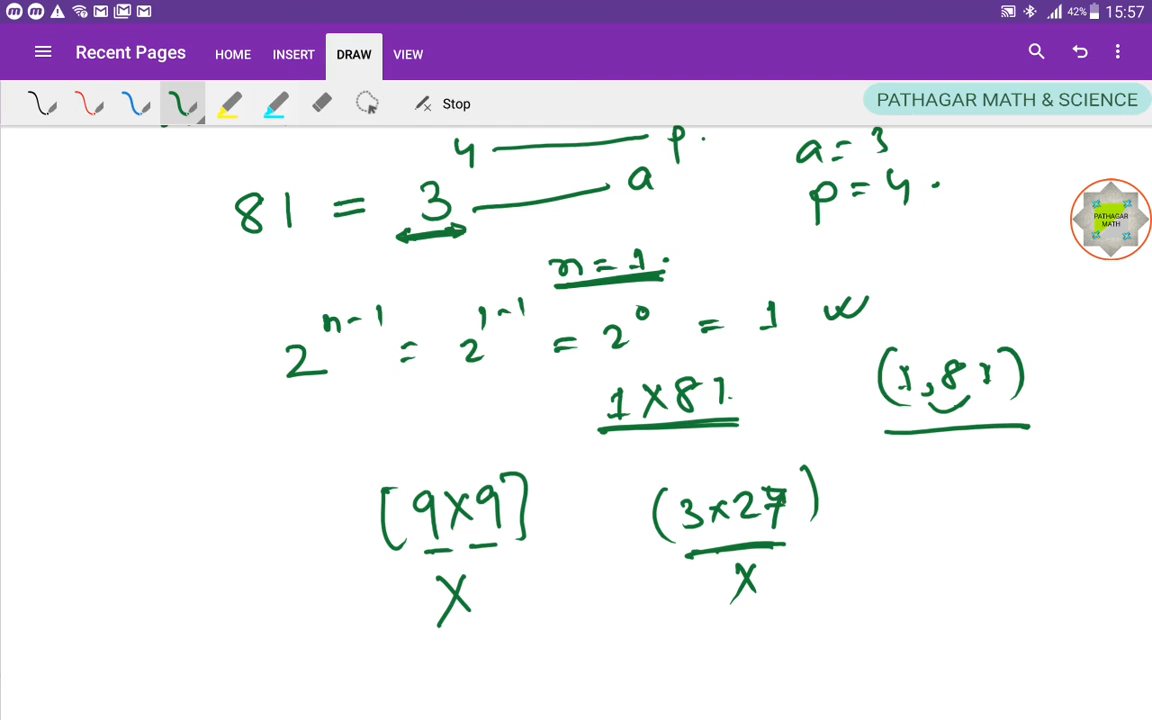 42% 15:57
Recent Pages HOME INSERT DRAW VIEW
Stop PATHAGAR MATH & SCIENCE
4 p. a = 3
81 = 3 a p = 4.
PATHAGAR
MATH
n = 1.
2^{n-1} = 2^{1-1} = 2^0 = 1
1 × 81. (1, 81)
[9×9] (3×27)
X X